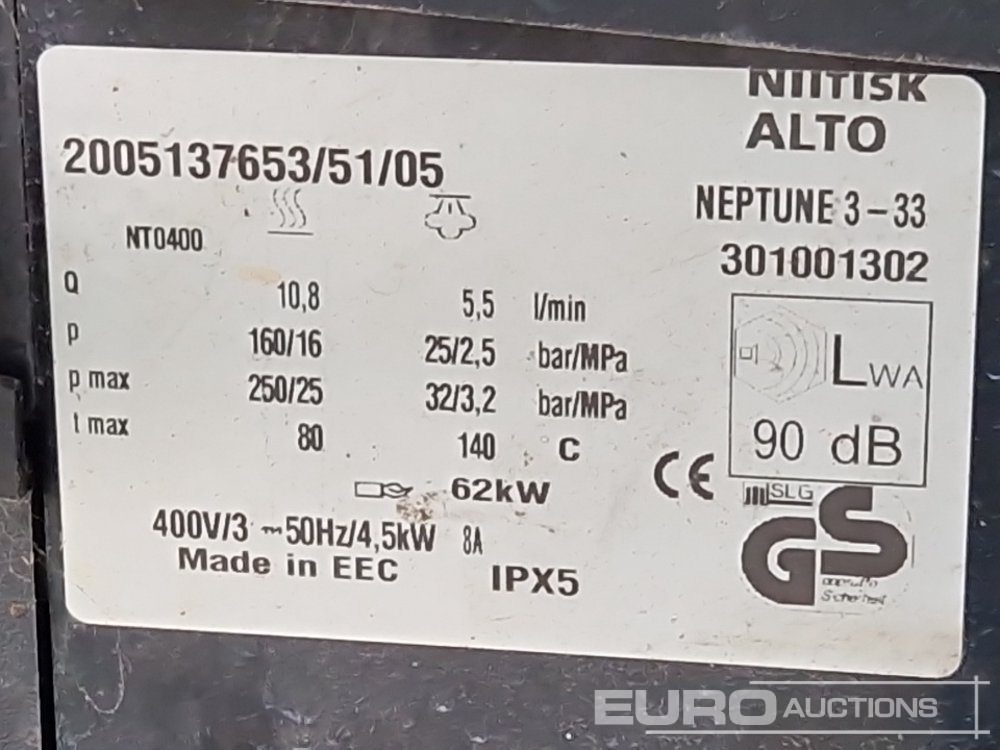 Nilfisk
ALTO
2005137653/51/05
NEPTUNE 3-33
301001302
NT0400
Q 10,8 5,5 l/min
p 160/16 25/2,5 bar/MPa
p max 250/25 32/3,2 bar/MPa
t max 80 140 °C
LWA
90 dB
62kW
CE
SLG
GS
400V/3 ~50Hz/4,5kW 8A
Made in EEC
IPX5
EURO AUCTIONS